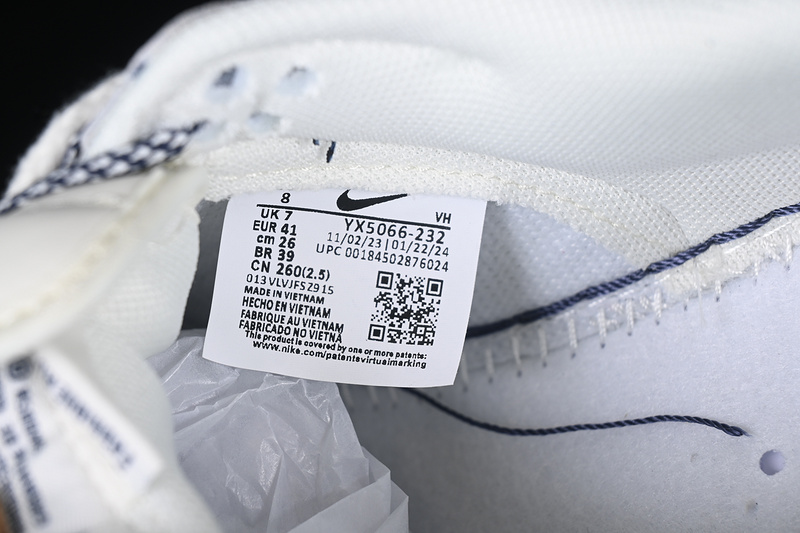 8
UK 7
EUR 41
cm 26
BR 39
CN 260(2.5)
VH
YX5066-232
11/02/23 | 01/22/24
UPC 00184502876024
013VLVJFSZ915
MADE IN VIETNAM
HECHO EN VIETNAM
FABRIQUE AU VIETNAM
FABRICADO NO VIETNÃ
This product is covered by one or more patents:
www.nike.com/patentsvirtualmarking